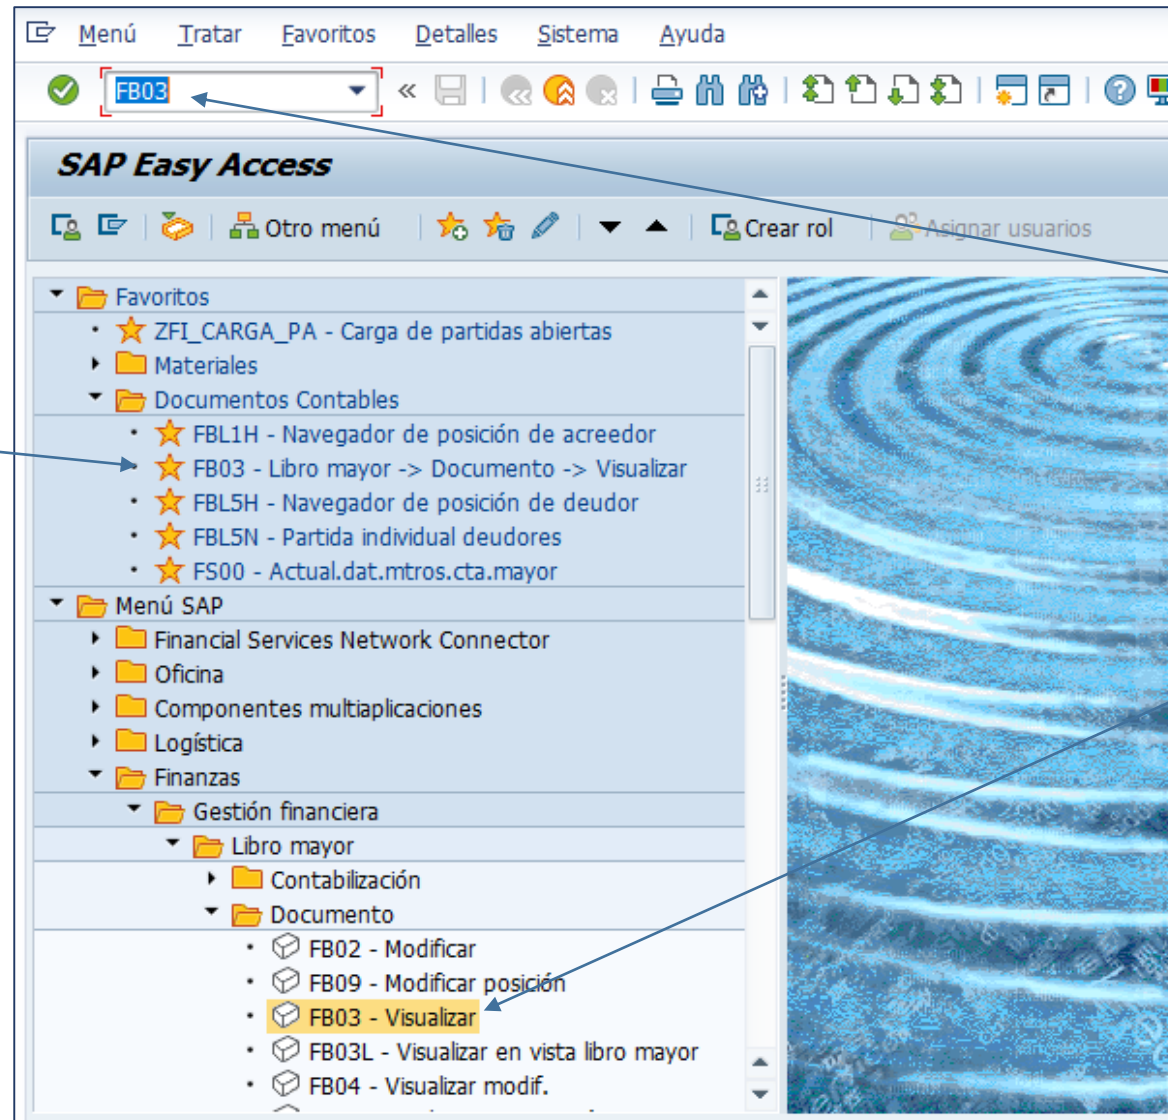 Menú Tratar Favoritos Detalles Sistema Ayuda
FB03
SAP Easy Access
Otro menú Crear rol Asignar usuarios
Favoritos
ZFI_CARGA_PA - Carga de partidas abiertas
Materiales
Documentos Contables
FBL1H - Navegador de posición de acreedor
FB03 - Libro mayor -> Documento -> Visualizar
FBL5H - Navegador de posición de deudor
FBL5N - Partida individual deudores
FS00 - Actual.dat.mtros.cta.mayor
Menú SAP
Financial Services Network Connector
Oficina
Componentes multiaplicaciones
Logística
Finanzas
Gestión financiera
Libro mayor
Contabilización
Documento
FB02 - Modificar
FB09 - Modificar posición
FB03 - Visualizar
FB03L - Visualizar en vista libro mayor
FB04 - Visualizar modif.